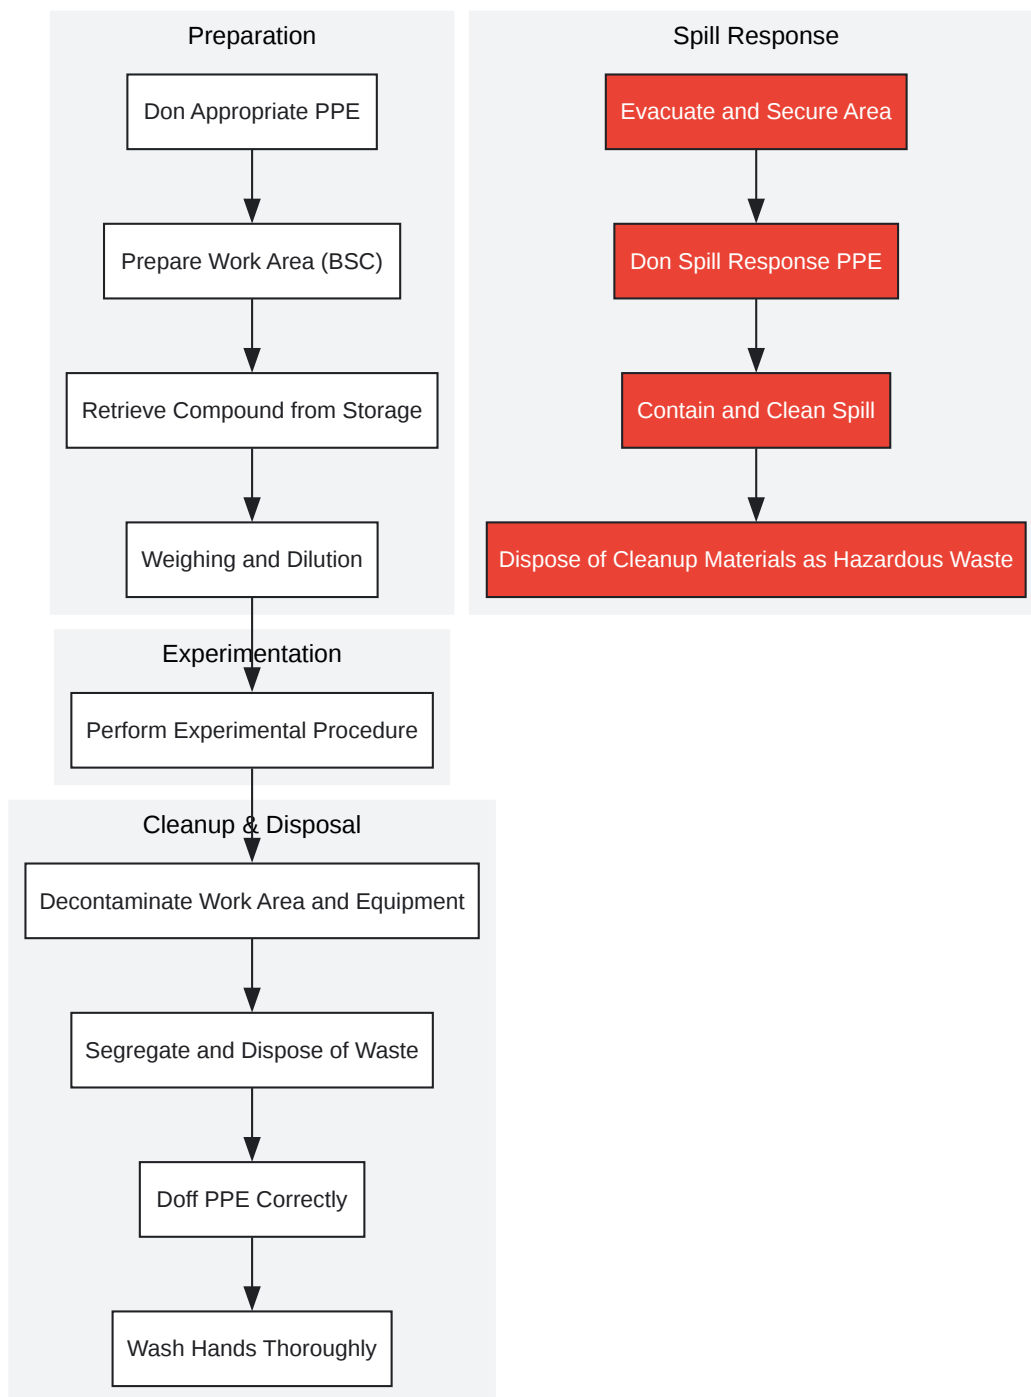 Preparation
Don Appropriate PPE
Prepare Work Area (BSC)
Retrieve Compound from Storage
Weighing and Dilution
Experimentation
Perform Experimental Procedure
Cleanup & Disposal
Decontaminate Work Area and Equipment
Segregate and Dispose of Waste
Doff PPE Correctly
Wash Hands Thoroughly
Spill Response
Evacuate and Secure Area
Don Spill Response PPE
Contain and Clean Spill
Dispose of Cleanup Materials as Hazardous Waste